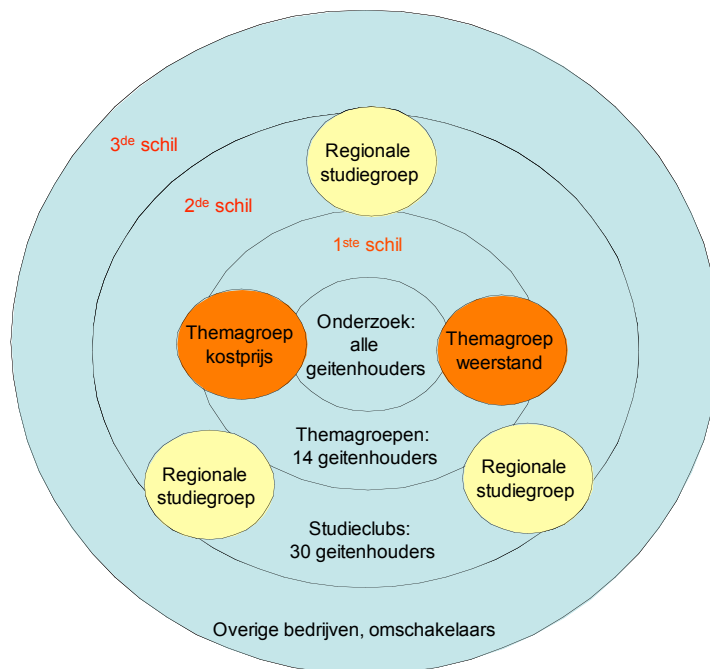 3de schil
Regionale
studiegroep
2de schil
1ste schil
Themagroep
kostprijs
Onderzoek:
alle
geitenhouders
Themagroep
weerstand
Themagroepen:
14 geitenhouders
Regionale
studiegroep
Regionale
studiegroep
Studieclubs:
30 geitenhouders
Overige bedrijven, omschakelaars